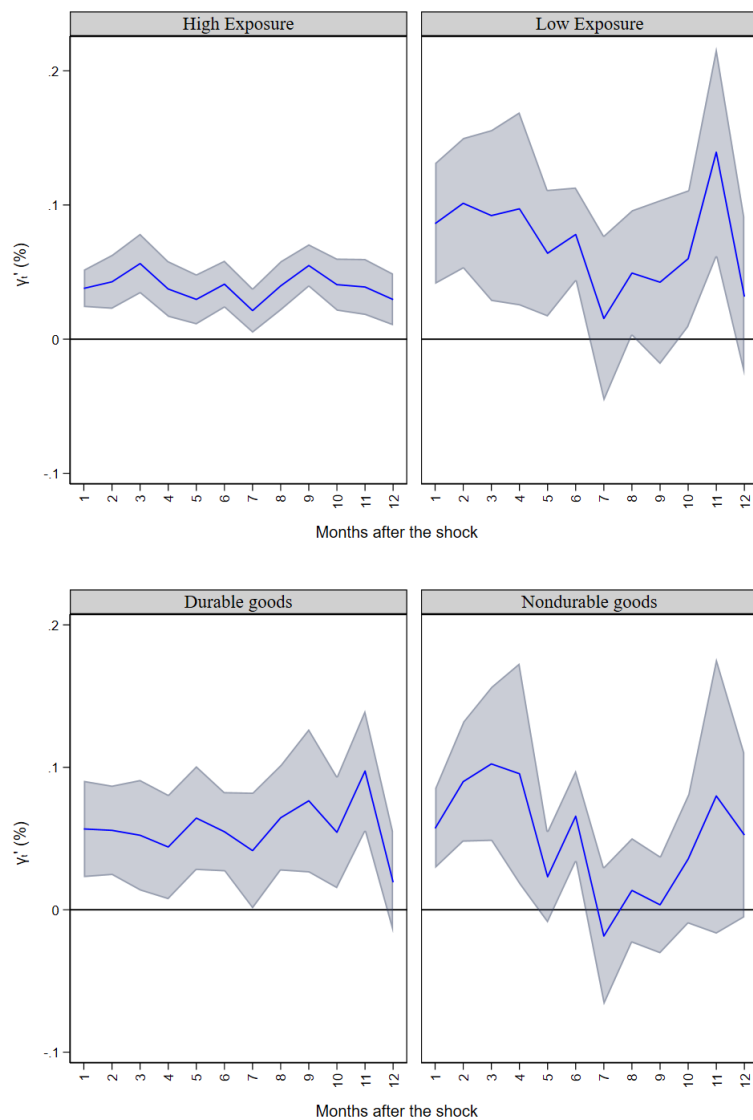 High Exposure Low Exposure
.2
.1
0
-.1
γₜ' (%)
1 2 3 4 5 6 7 8 9 10 11 12 1 2 3 4 5 6 7 8 9 10 11 12
Months after the shock
Durable goods Nondurable goods
.2
.1
0
-.1
γₜ' (%)
1 2 3 4 5 6 7 8 9 10 11 12 1 2 3 4 5 6 7 8 9 10 11 12
Months after the shock